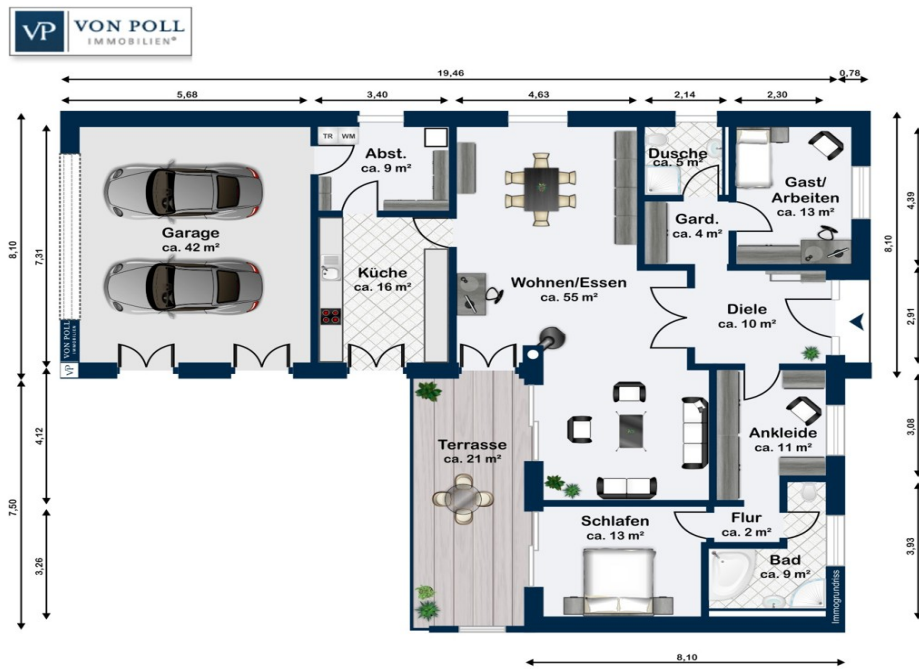 VP VON POLL
IMMOBILIEN®
19,46
0,78
5,68
3,40
4,63
2,14
2,30
8,10
7,31
4,12
7,50
3,26
TR WM
Abst.
ca. 9 m²
Dusche
ca. 5 m²
Gast/
Arbeiten
ca. 13 m²
Gard.
ca. 4 m²
Garage
ca. 42 m²
Küche
ca. 16 m²
Wohnen/Essen
ca. 55 m²
Diele
ca. 10 m²
VON POLL
IMMOBILIEN
VP
Terrasse
ca. 21 m²
Ankleide
ca. 11 m²
Schlafen
ca. 13 m²
Flur
ca. 2 m²
Bad
ca. 9 m²
Immogrundriss
4,39
8,10
2,91
3,08
3,93
8,10